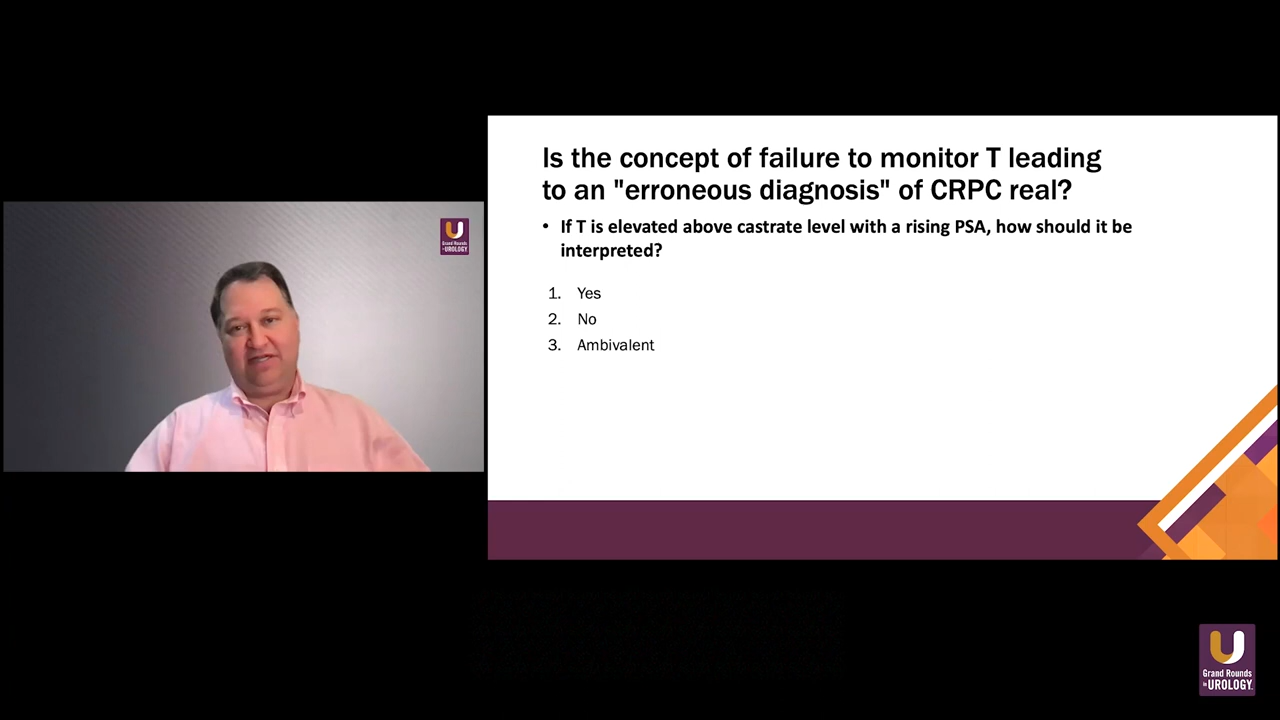 U
Grand Rounds
in UROLOGY
Is the concept of failure to monitor T leading
to an "erroneous diagnosis" of CRPC real?
• If T is elevated above castrate level with a rising PSA, how should it be
interpreted?
1. Yes
2. No
3. Ambivalent
U
Grand Rounds
in UROLOGY